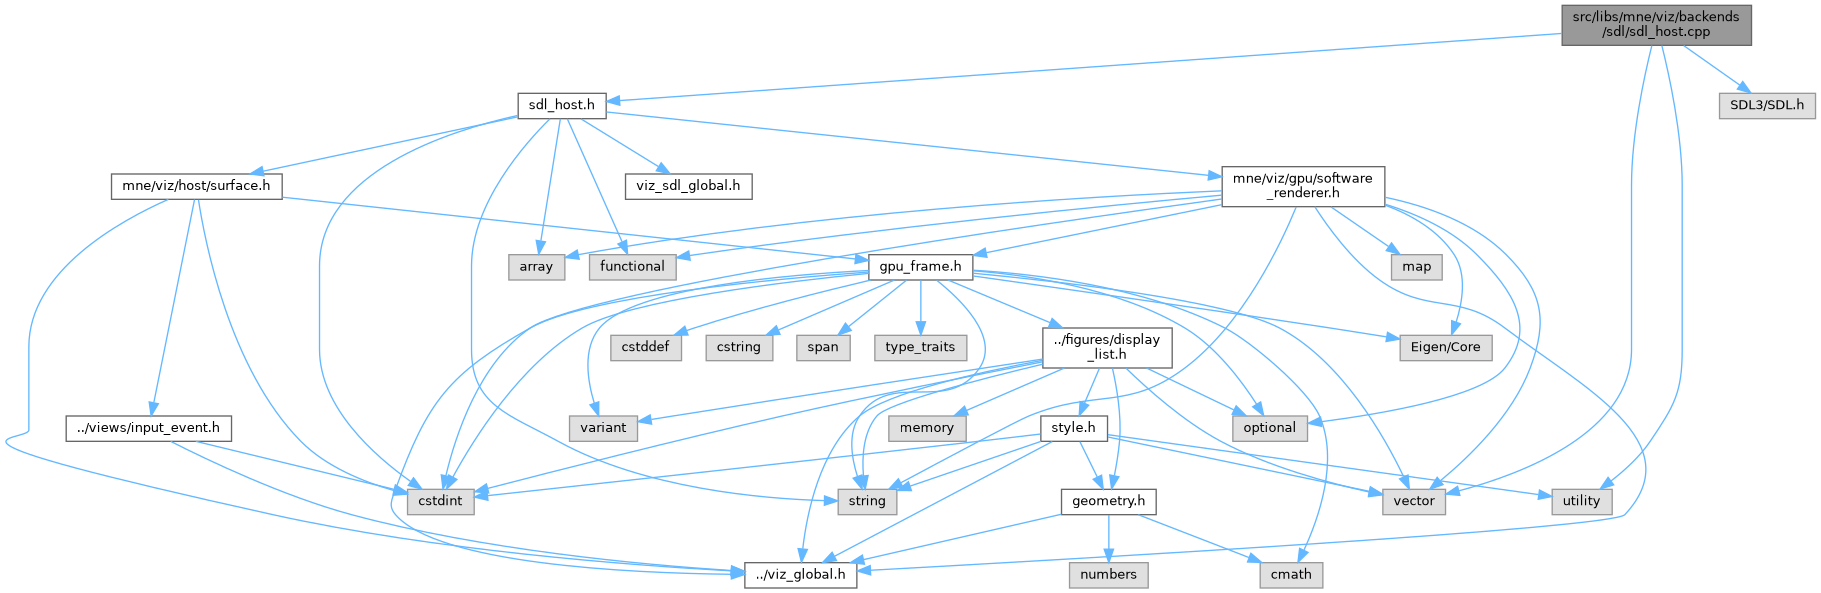 src/libs/mne/viz/backends
/sdl/sdl_host.cpp
sdl_host.h
SDL3/SDL.h
mne/viz/host/surface.h
viz_sdl_global.h
mne/viz/gpu/software
_renderer.h
array
functional
gpu_frame.h
map
cstddef
cstring
span
type_traits
../figures/display
_list.h
Eigen/Core
../views/input_event.h
variant
memory
style.h
optional
cstdint
string
geometry.h
vector
utility
../viz_global.h
numbers
cmath